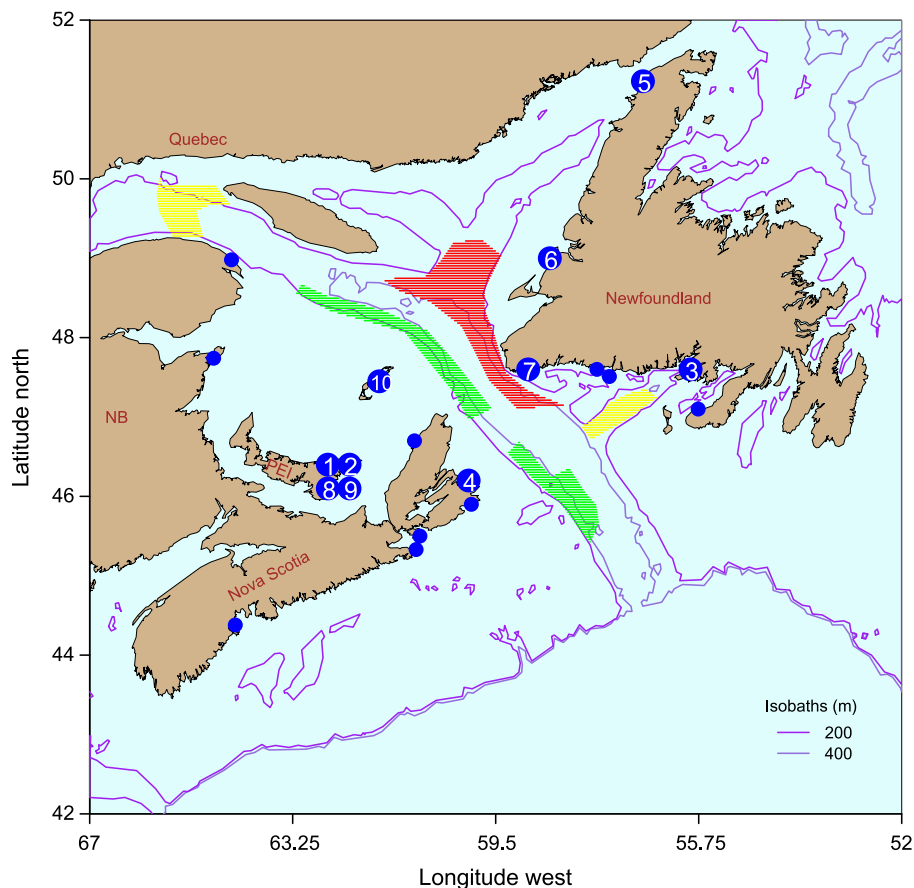 52
50
48
46
44
42
Latitude north
Quebec
5
6
Newfoundland
7
3
10
NB
PEI
1
2
8
9
4
Nova Scotia
Isobaths (m)
200
400
67
63.25
59.5
55.75
52
Longitude west